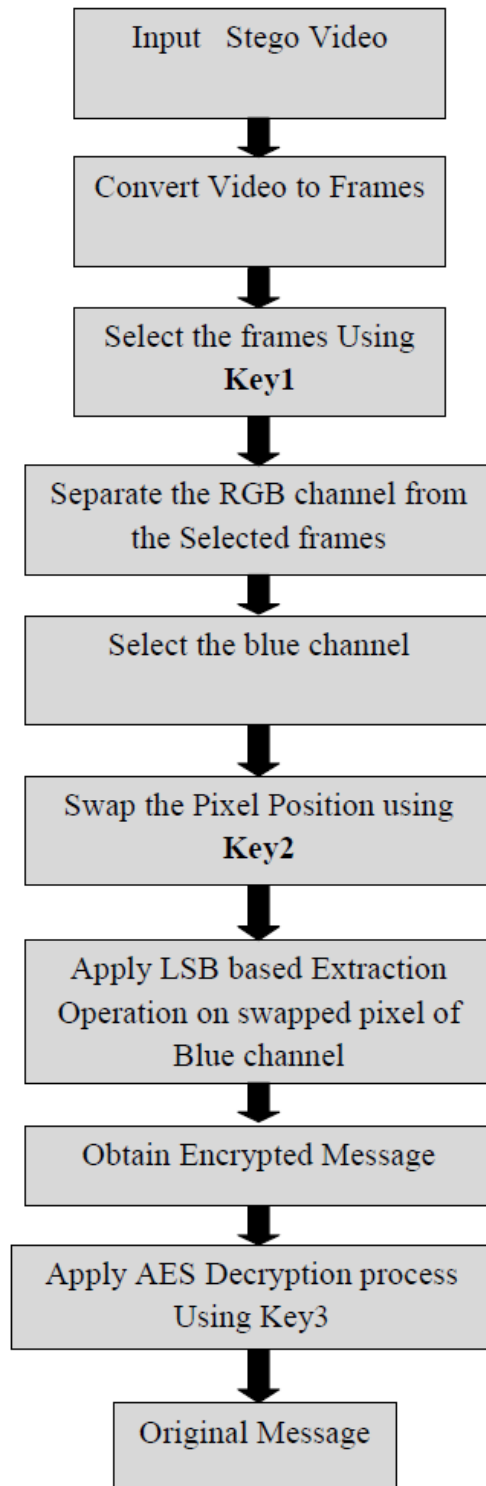 Input Stego Video
Convert Video to Frames
Select the frames Using
Key1
Separate the RGB channel from
the Selected frames
Select the blue channel
Swap the Pixel Position using
Key2
Apply LSB based Extraction
Operation on swapped pixel of
Blue channel
Obtain Encrypted Message
Apply AES Decryption process
Using Key3
Original Message